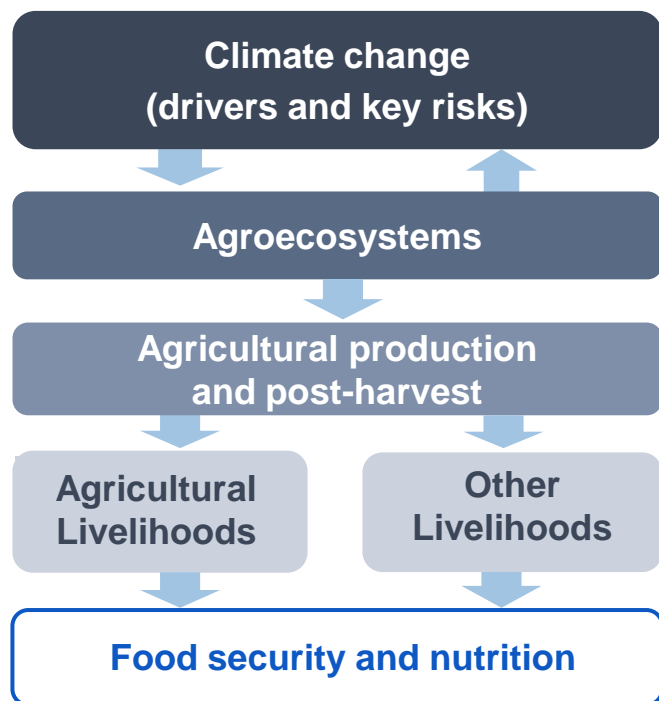 Climate change
(drivers and key risks)
Agroecosystems
Agricultural production
and post-harvest
Agricultural
Livelihoods
Other
Livelihoods
Food security and nutrition